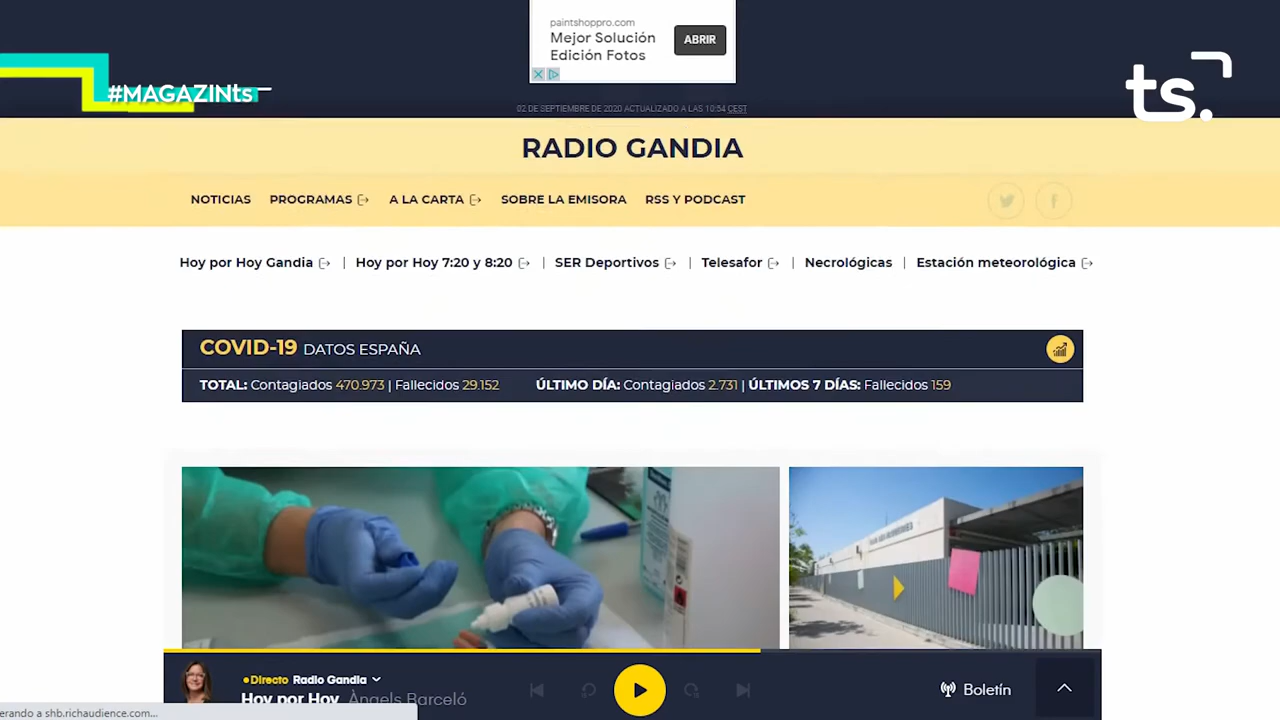 paintshoppro.com
Mejor Solución
Edición Fotos
ABRIR
#MAGAZINts
ts.
02 DE SEPTIEMBRE DE 2020 ACTUALIZADO A LAS 10:54 CEST
RADIO GANDIA
NOTICIAS PROGRAMAS A LA CARTA SOBRE LA EMISORA RSS Y PODCAST
Hoy por Hoy Gandia | Hoy por Hoy 7:20 y 8:20 | SER Deportivos | Telesafor | Necrológicas | Estación meteorológica
COVID-19 DATOS ESPAÑA
TOTAL: Contagiados 470.973 | Fallecidos 29.152 ÚLTIMO DÍA: Contagiados 2.731 | ÚLTIMOS 7 DÍAS: Fallecidos 159
Directo Radio Gandia
Hoy por Hoy Àngels Barceló
Boletín
erando a shb.richaudience.com...